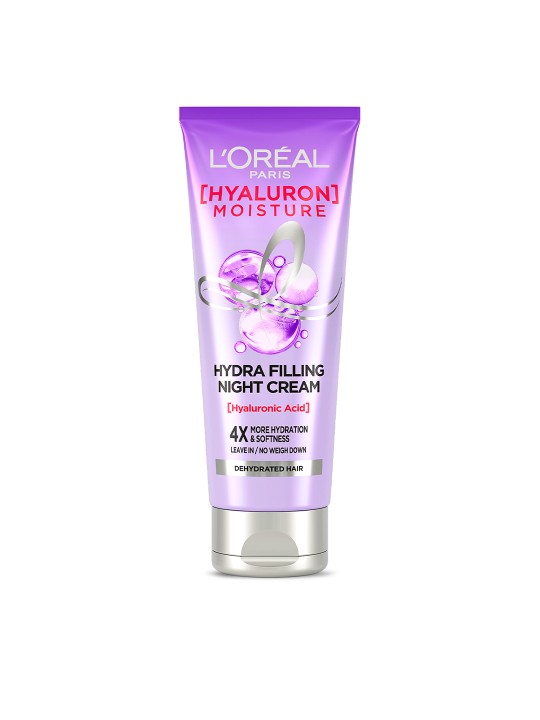 L'ORÉAL
PARIS
[HYALURON]
MOISTURE
HYDRA FILLING
NIGHT CREAM
[Hyaluronic Acid]
4X MORE HYDRATION
& SOFTNESS
LEAVE IN / NO WEIGH DOWN
DEHYDRATED HAIR